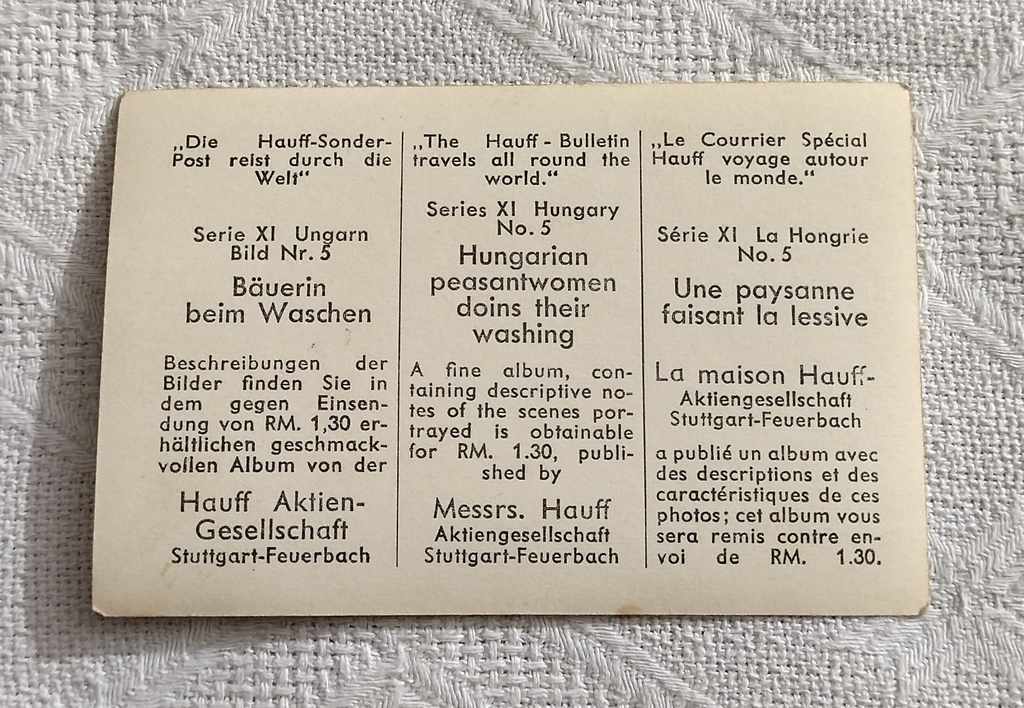 „Die Hauff-Sonder-
Post reist durch die
Welt“
Serie XI Ungarn
Bild Nr. 5
Bäuerin
beim Waschen
Beschreibungen der
Bilder finden Sie in
dem gegen Einsen-
dung von RM. 1,30 er-
hältlichen geschmack-
vollen Album von der
Hauff Aktien-
Gesellschaft
Stuttgart-Feuerbach
„The Hauff - Bulletin
travels all round the
world.“
Series XI Hungary
No. 5
Hungarian
peasantwomen
doins their
washing
A fine album, con-
taining descriptive no-
tes of the scenes por-
trayed is obtainable
for RM. 1.30, publi-
shed by
Messrs. Hauff
Aktiengesellschaft
Stuttgart-Feuerbach
„Le Courrier Spécial
Hauff voyage autour
le monde.“
Série XI La Hongrie
No. 5
Une paysanne
faisant la lessive
La maison Hauff-
Aktiengesellschaft
Stuttgart-Feuerbach
a publié un album avec
des descriptions et des
caractéristiques de ces
photos; cet album vous
sera remis contre en-
voi de RM. 1.30.